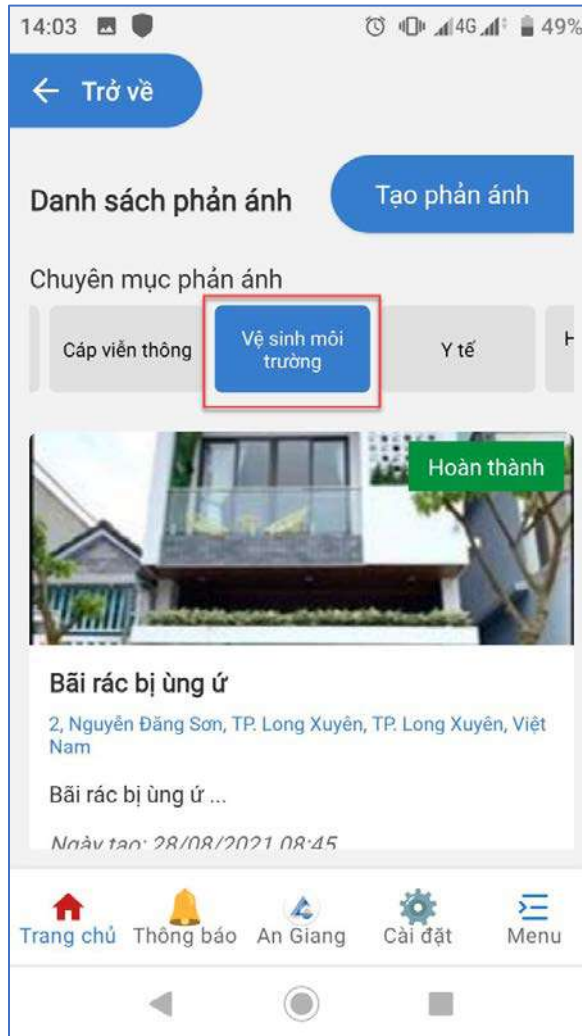 14:03 4G 49%
← Trở về
Danh sách phản ánh
Tạo phản ánh
Chuyên mục phản ánh
Cáp viễn thông
Vệ sinh môi
trường
Y tế
Hoàn thành
Bãi rác bị ùng ứ
2, Nguyễn Đăng Sơn, TP. Long Xuyên, TP. Long Xuyên, Việt
Nam
Bãi rác bị ùng ứ ...
Ngày tạo: 28/08/2021 08:45
Trang chủ Thông báo An Giang Cài đặt Menu